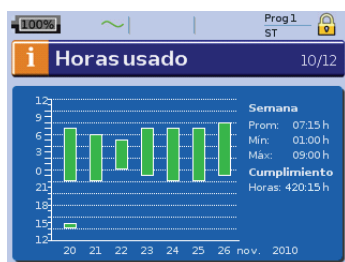 100%
Prog1
ST
i Horas usado 10/12
12
9
6
3
0
21
18
15
12
20 21 22 23 24 25 26 nov. 2010
Semana
Prom: 07:15 h
Mín: 01:00 h
Máx: 09:00 h
Cumplimiento
Horas: 420:15 h